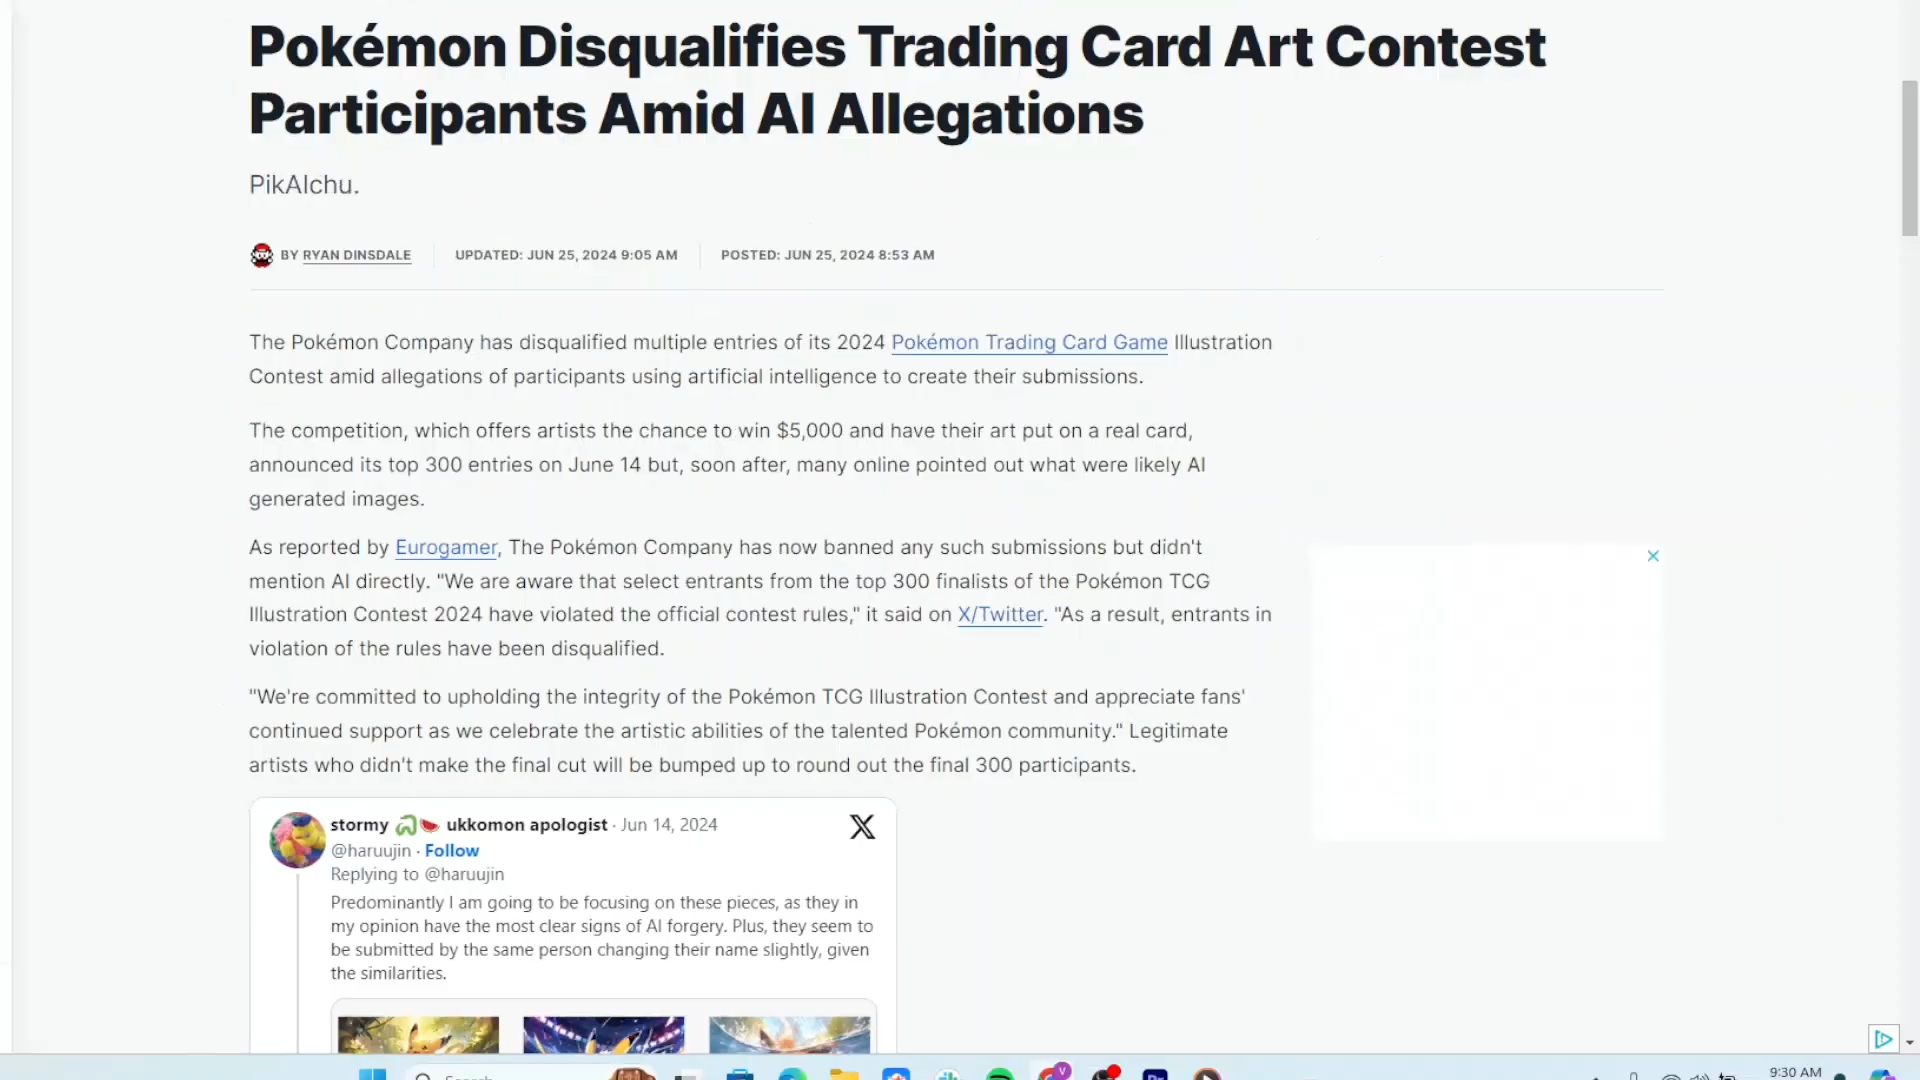 Pokémon Disqualifies Trading Card Art Contest
Participants Amid AI Allegations
PikAIchu.
BY RYAN DINSDALE
UPDATED: JUN 25, 2024 9:05 AM
POSTED: JUN 25, 2024 8:53 AM
The Pokémon Company has disqualified multiple entries of its 2024 Pokémon Trading Card Game Illustration
Contest amid allegations of participants using artificial intelligence to create their submissions.
The competition, which offers artists the chance to win $5,000 and have their art put on a real card,
announced its top 300 entries on June 14 but, soon after, many online pointed out what were likely AI
generated images.
As reported by Eurogamer, The Pokémon Company has now banned any such submissions but didn't
mention AI directly. "We are aware that select entrants from the top 300 finalists of the Pokémon TCG
Illustration Contest 2024 have violated the official contest rules," it said on X/Twitter. "As a result, entrants in
violation of the rules have been disqualified.
"We're committed to upholding the integrity of the Pokémon TCG Illustration Contest and appreciate fans'
continued support as we celebrate the artistic abilities of the talented Pokémon community." Legitimate
artists who didn't make the final cut will be bumped up to round out the final 300 participants.
stormy 🐍🍉 ukkomon apologist · Jun 14, 2024
@haruujin · Follow
Replying to @haruujin
Predominantly I am going to be focusing on these pieces, as they in
my opinion have the most clear signs of AI forgery. Plus, they seem to
be submitted by the same person changing their name slightly, given
the similarities.
Search
9:30 AM